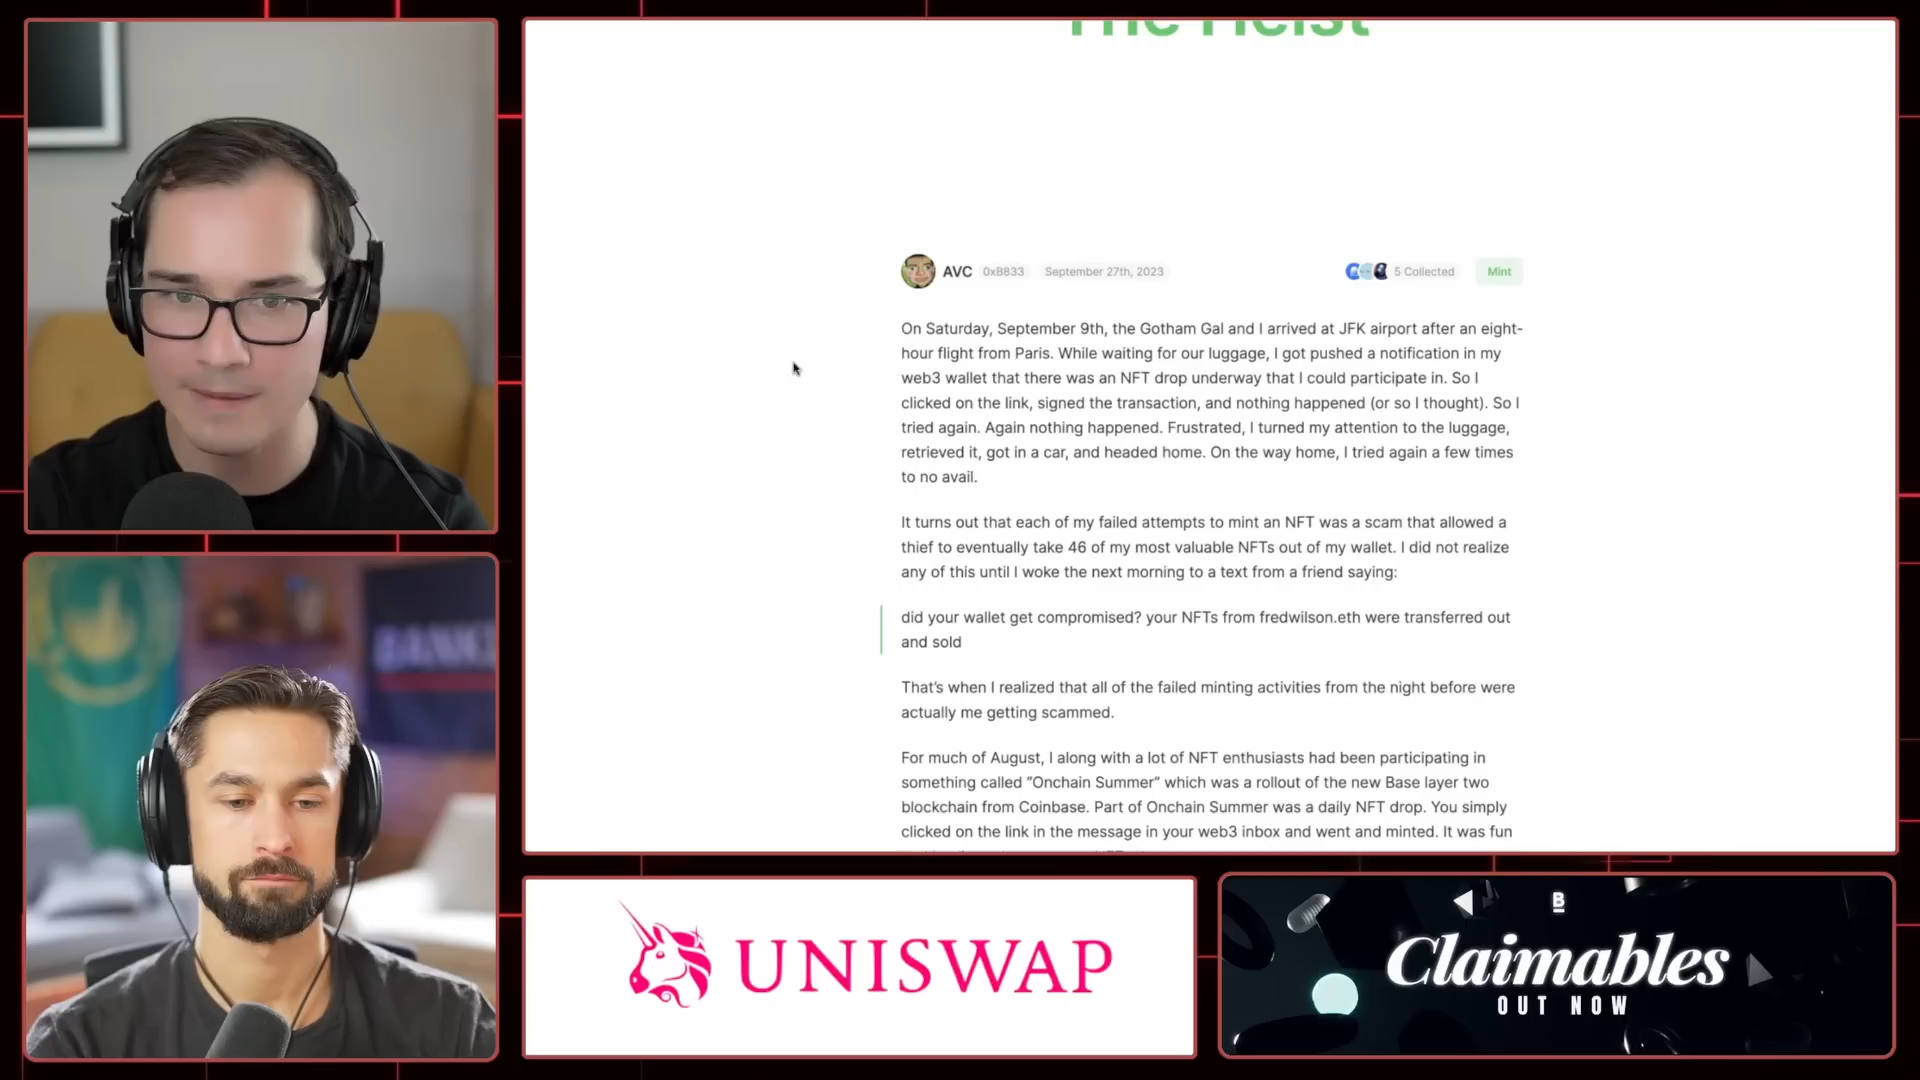 The Heist
AVC 0xB833 September 27th, 2023 5 Collected Mint
On Saturday, September 9th, the Gotham Gal and I arrived at JFK airport after an eight-
hour flight from Paris. While waiting for our luggage, I got pushed a notification in my
web3 wallet that there was an NFT drop underway that I could participate in. So I
clicked on the link, signed the transaction, and nothing happened (or so I thought). So I
tried again. Again nothing happened. Frustrated, I turned my attention to the luggage,
retrieved it, got in a car, and headed home. On the way home, I tried again a few times
to no avail.
It turns out that each of my failed attempts to mint an NFT was a scam that allowed a
thief to eventually take 46 of my most valuable NFTs out of my wallet. I did not realize
any of this until I woke the next morning to a text from a friend saying:
did your wallet get compromised? your NFTs from fredwilson.eth were transferred out
and sold
That’s when I realized that all of the failed minting activities from the night before were
actually me getting scammed.
For much of August, I along with a lot of NFT enthusiasts had been participating in
something called “Onchain Summer” which was a rollout of the new Base layer two
blockchain from Coinbase. Part of Onchain Summer was a daily NFT drop. You simply
clicked on the link in the message in your web3 inbox and went and minted. It was fun
UNISWAP
B
Claimables
OUT NOW